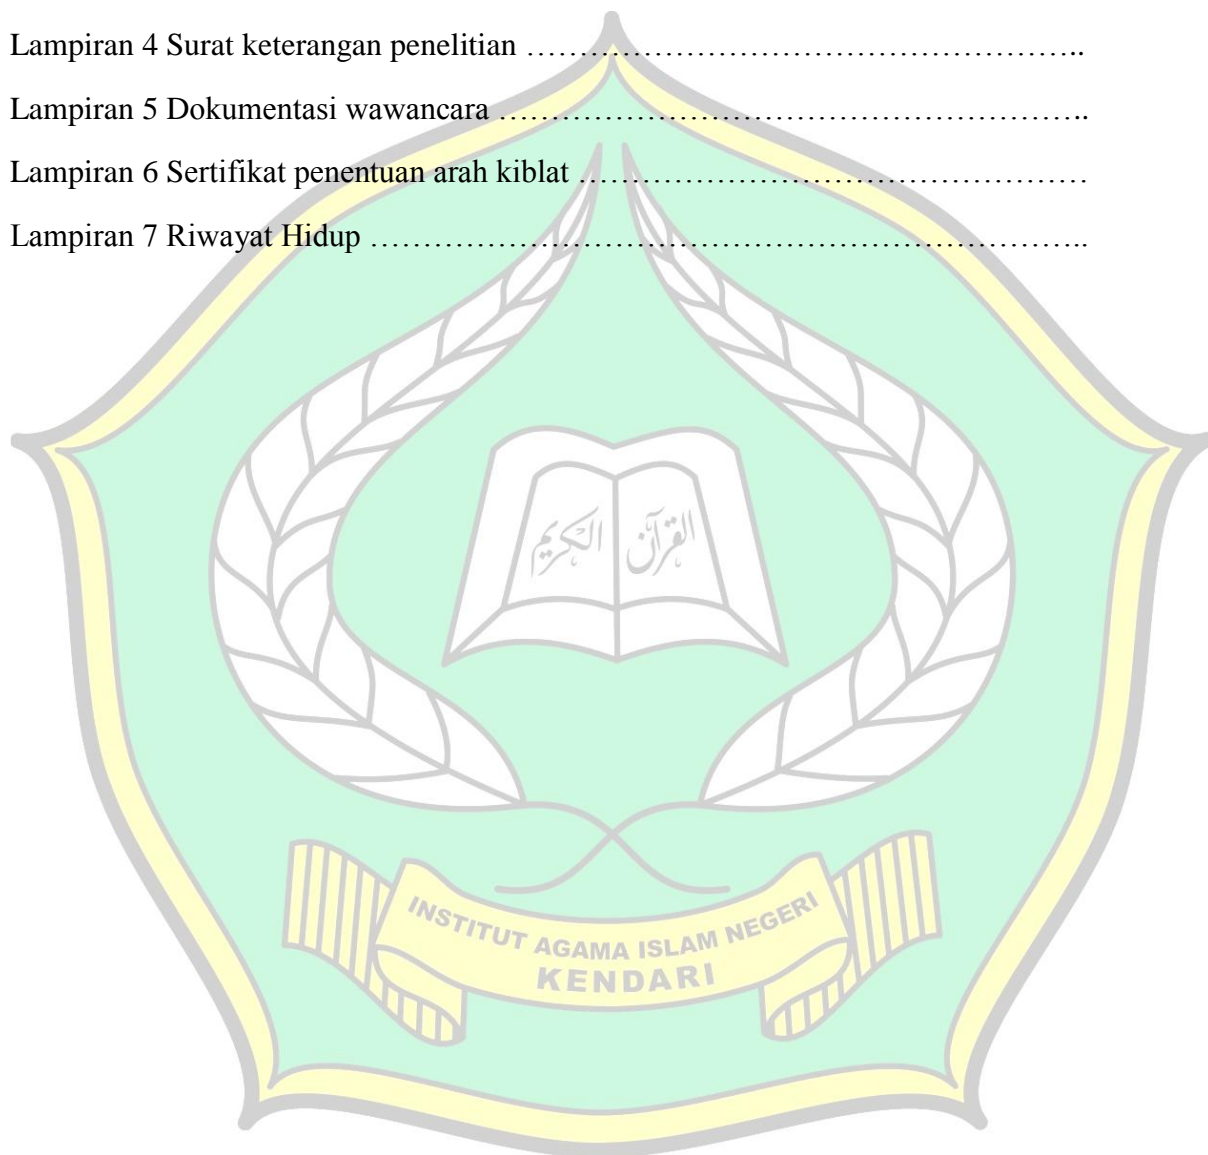 Lampiran 4 Surat keterangan penelitian ……………………………………………..
Lampiran 5 Dokumentasi wawancara ………………………………………………..
Lampiran 6 Sertifikat penentuan arah kiblat …………………………………………
Lampiran 7 Riwayat Hidup …………………………………………………………..
القرآن الكريم
INSTITUT AGAMA ISLAM NEGERI
KENDARI